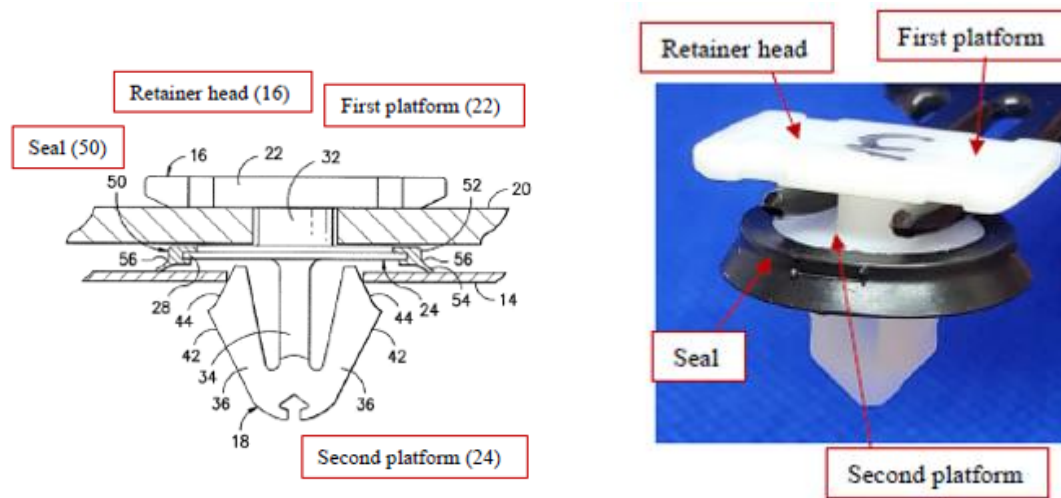 Retainer head (16)
First platform (22)
Seal (50)
16
22
32
50
52
20
56
56
28
24
54
14
44
44
42
42
34
36
36
18
Second platform (24)
Retainer head
First platform
Seal
Second platform